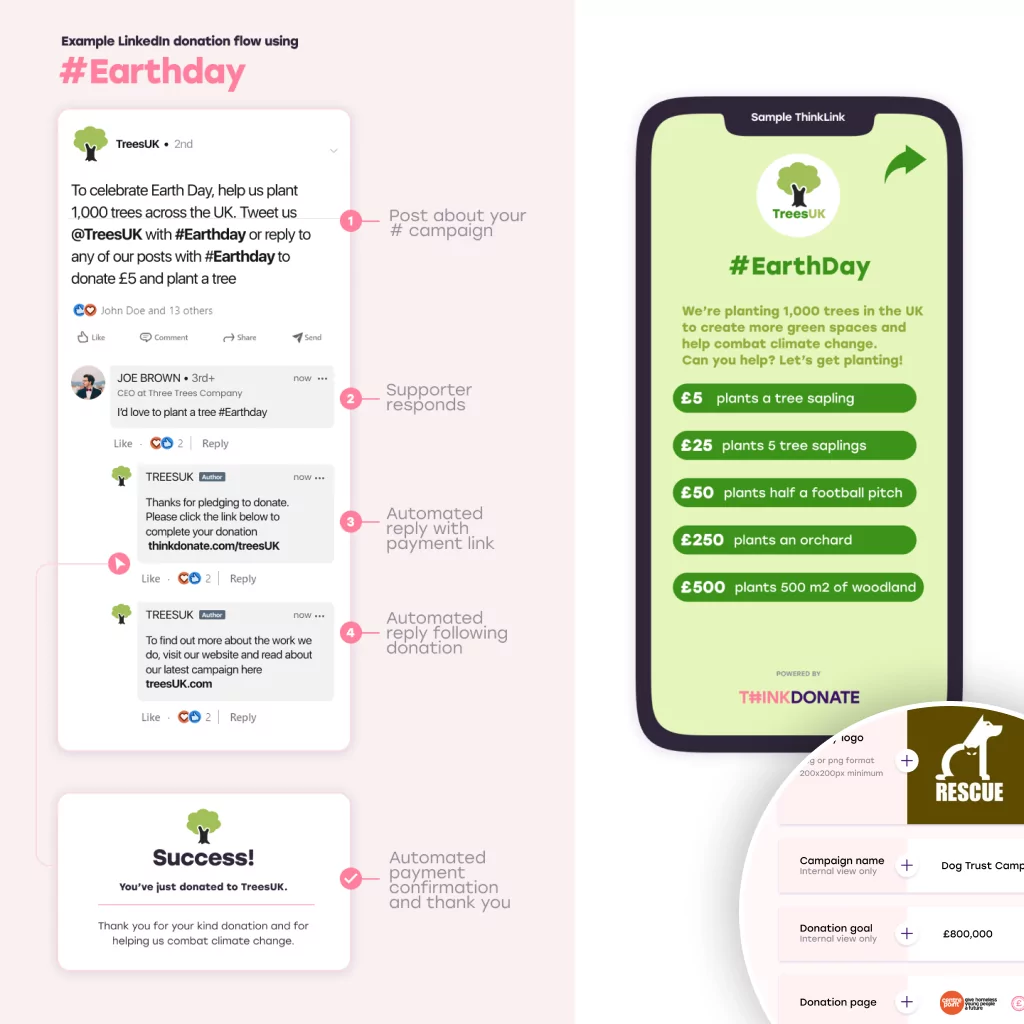 Example LinkedIn donation flow using
#Earthday
TreesUK • 2nd
To celebrate Earth Day, help us plant
1,000 trees across the UK. Tweet us
@TreesUK with #Earthday or reply to
any of our posts with #Earthday to
donate £5 and plant a tree
John Doe and 13 others
Like Comment Share Send
JOE BROWN • 3rd+ now •••
CEO at Three Trees Company
I'd love to plant a tree #Earthday
Like · 2 | Reply
TREESUK Author now •••
Thanks for pledging to donate.
Please click the link below to
complete your donation
thinkdonate.com/treesUK
Like · 2 | Reply
TREESUK Author now •••
To find out more about the work we
do, visit our website and read about
our latest campaign here
treesUK.com
Like · 2 | Reply
1 Post about your
# campaign
2 Supporter
responds
3 Automated
reply with
payment link
4 Automated
reply following
donation
Success!
You've just donated to TreesUK.
Thank you for your kind donation and for
helping us combat climate change.
Automated
payment
confirmation
and thank you
Sample ThinkLink
TreesUK
#EarthDay
We're planting 1,000 trees in the UK
to create more green spaces and
help combat climate change.
Can you help? Let's get planting!
£5 plants a tree sapling
£25 plants 5 tree saplings
£50 plants half a football pitch
£250 plants an orchard
£500 plants 500 m2 of woodland
POWERED BY
T#INKDONATE
logo
or png format
200x200px minimum
+
RESCUE
Campaign name
Internal view only
+
Dog Trust Camp
Donation goal
Internal view only
+
£800,000
Donation page
+
centre
point
give homeless
young people
a future
£